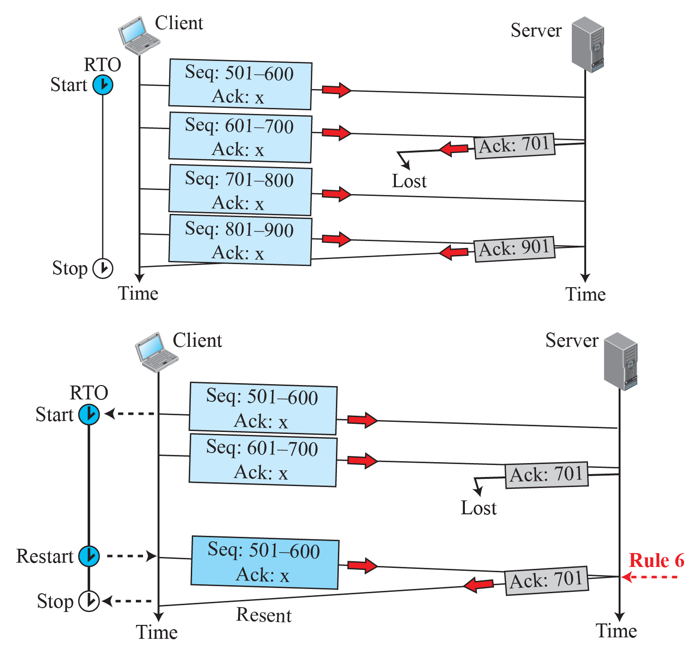 Client
Server
RTO
Start
Seq: 501–600
Ack: x
Seq: 601–700
Ack: x
Ack: 701
Lost
Seq: 701–800
Ack: x
Seq: 801–900
Ack: x
Ack: 901
Stop
Time
Time
Client
Server
RTO
Start
Seq: 501–600
Ack: x
Seq: 601–700
Ack: x
Ack: 701
Lost
Restart
Seq: 501–600
Ack: x
Rule 6
Ack: 701
Stop
Resent
Time
Time